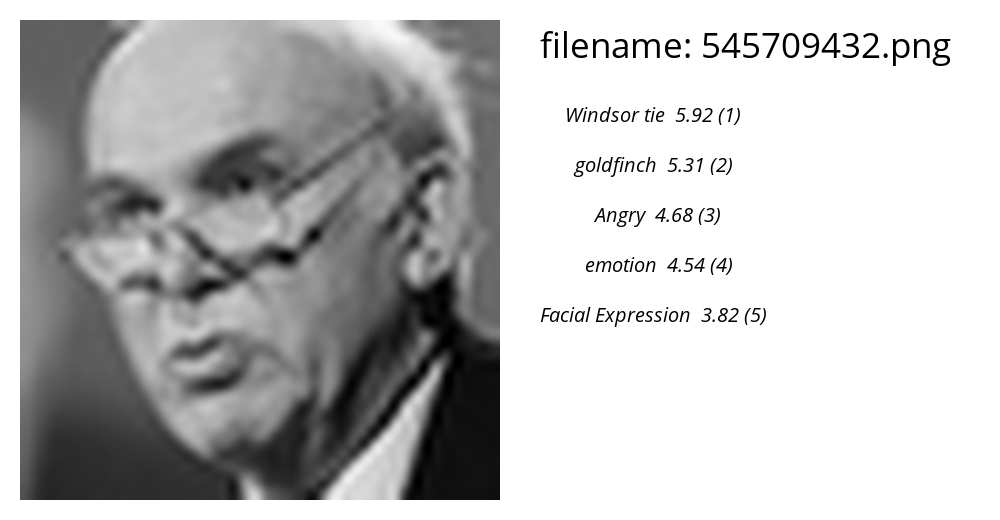 filename: 545709432.png
Windsor tie 5.92 (1)
goldfinch 5.31 (2)
Angry 4.68 (3)
emotion 4.54 (4)
Facial Expression 3.82 (5)